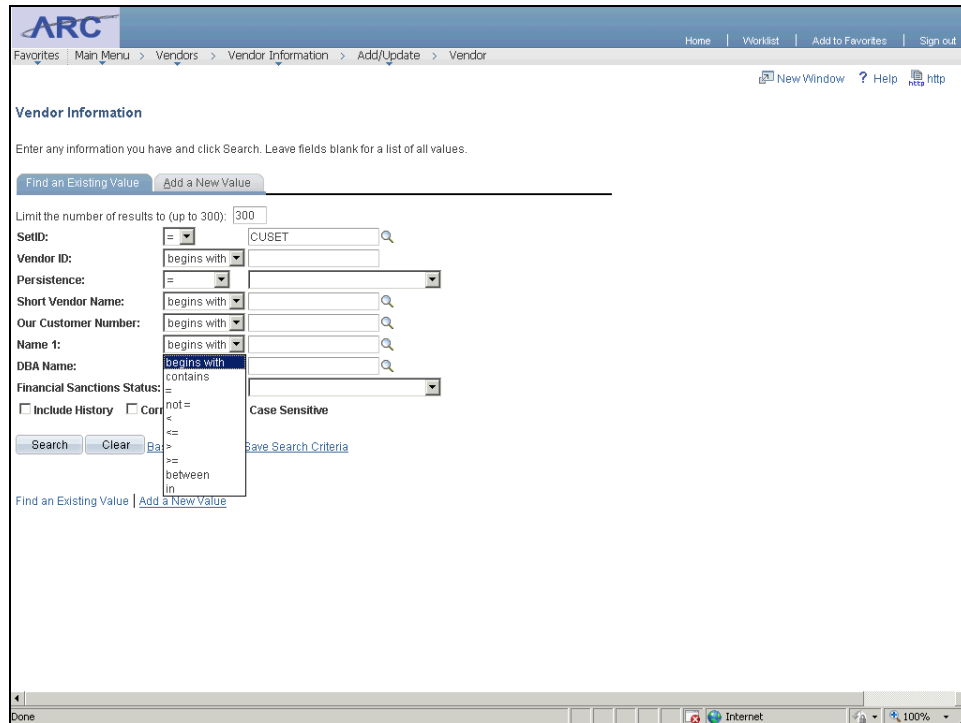 ARC
Home | Worklist | Add to Favorites | Sign out
Favorites Main Menu > Vendors > Vendor Information > Add/Update > Vendor
New Window ? Help http
Vendor Information
Enter any information you have and click Search. Leave fields blank for a list of all values.
Find an Existing Value Add a New Value
Limit the number of results to (up to 300): 300
SetID: = CUSET
Vendor ID: begins with
Persistence: =
Short Vendor Name: begins with
Our Customer Number: begins with
Name 1: begins with
DBA Name:
Financial Sanctions Status:
begins with
contains
=
not =
<
<=
>
>=
between
in
Include History Corr Case Sensitive
Search Clear Ba Save Search Criteria
Find an Existing Value | Add a New Value
Done Internet 100%